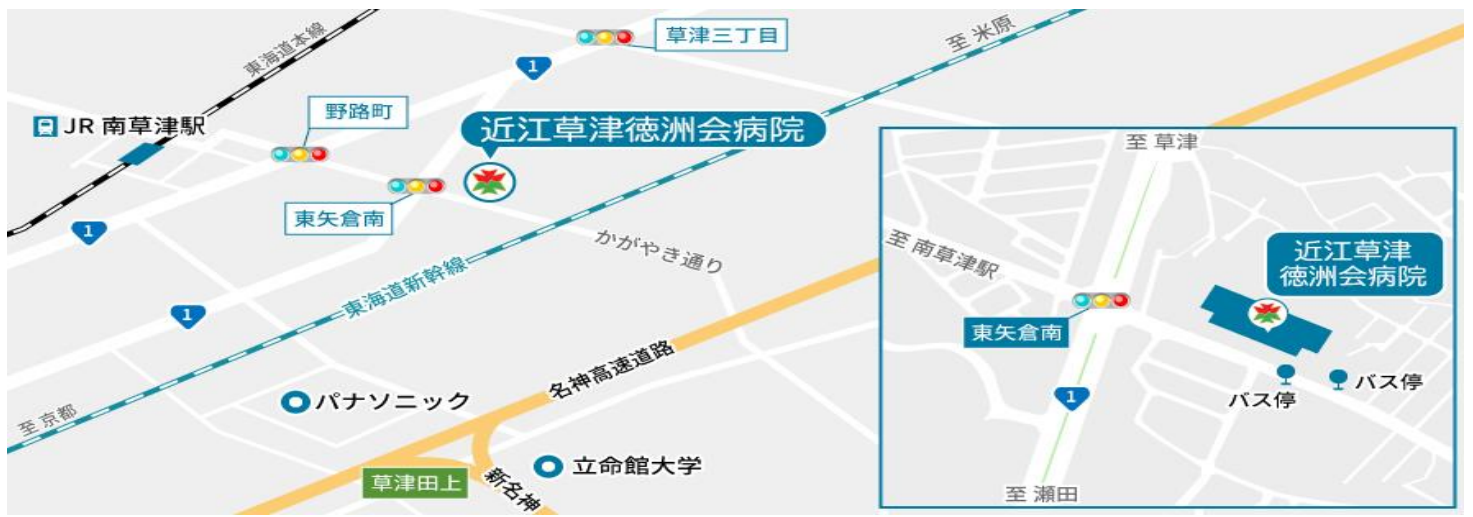 草津三丁目
至 米原
東海道本線
1
野路町
JR 南草津駅
近江草津徳洲会病院
東矢倉南
1
かがやき通り
東海道新幹線
1
名神高速道路
パナソニック
至 京都
立命館大学
草津田上
新名神
至 草津
至 南草津駅
近江草津
徳洲会病院
東矢倉南
バス停
バス停
1
至 瀬田